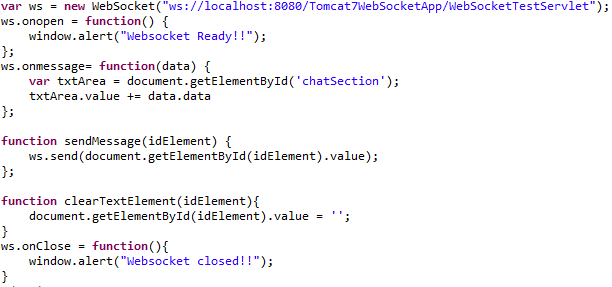 var ws = new WebSocket("ws://localhost:8080/Tomcat7WebSocketApp/WebSocketTestServlet");
ws.onopen = function() {
    window.alert("Websocket Ready!!");
};
ws.onmessage= function(data) {
    var txtArea = document.getElementById('chatSection');
    txtArea.value += data.data
};

function sendMessage(idElement) {
    ws.send(document.getElementById(idElement).value);
};

function clearTextElement(idElement){
    document.getElementById(idElement).value = '';
}
ws.onClose = function(){
    window.alert("Websocket closed!!");
}